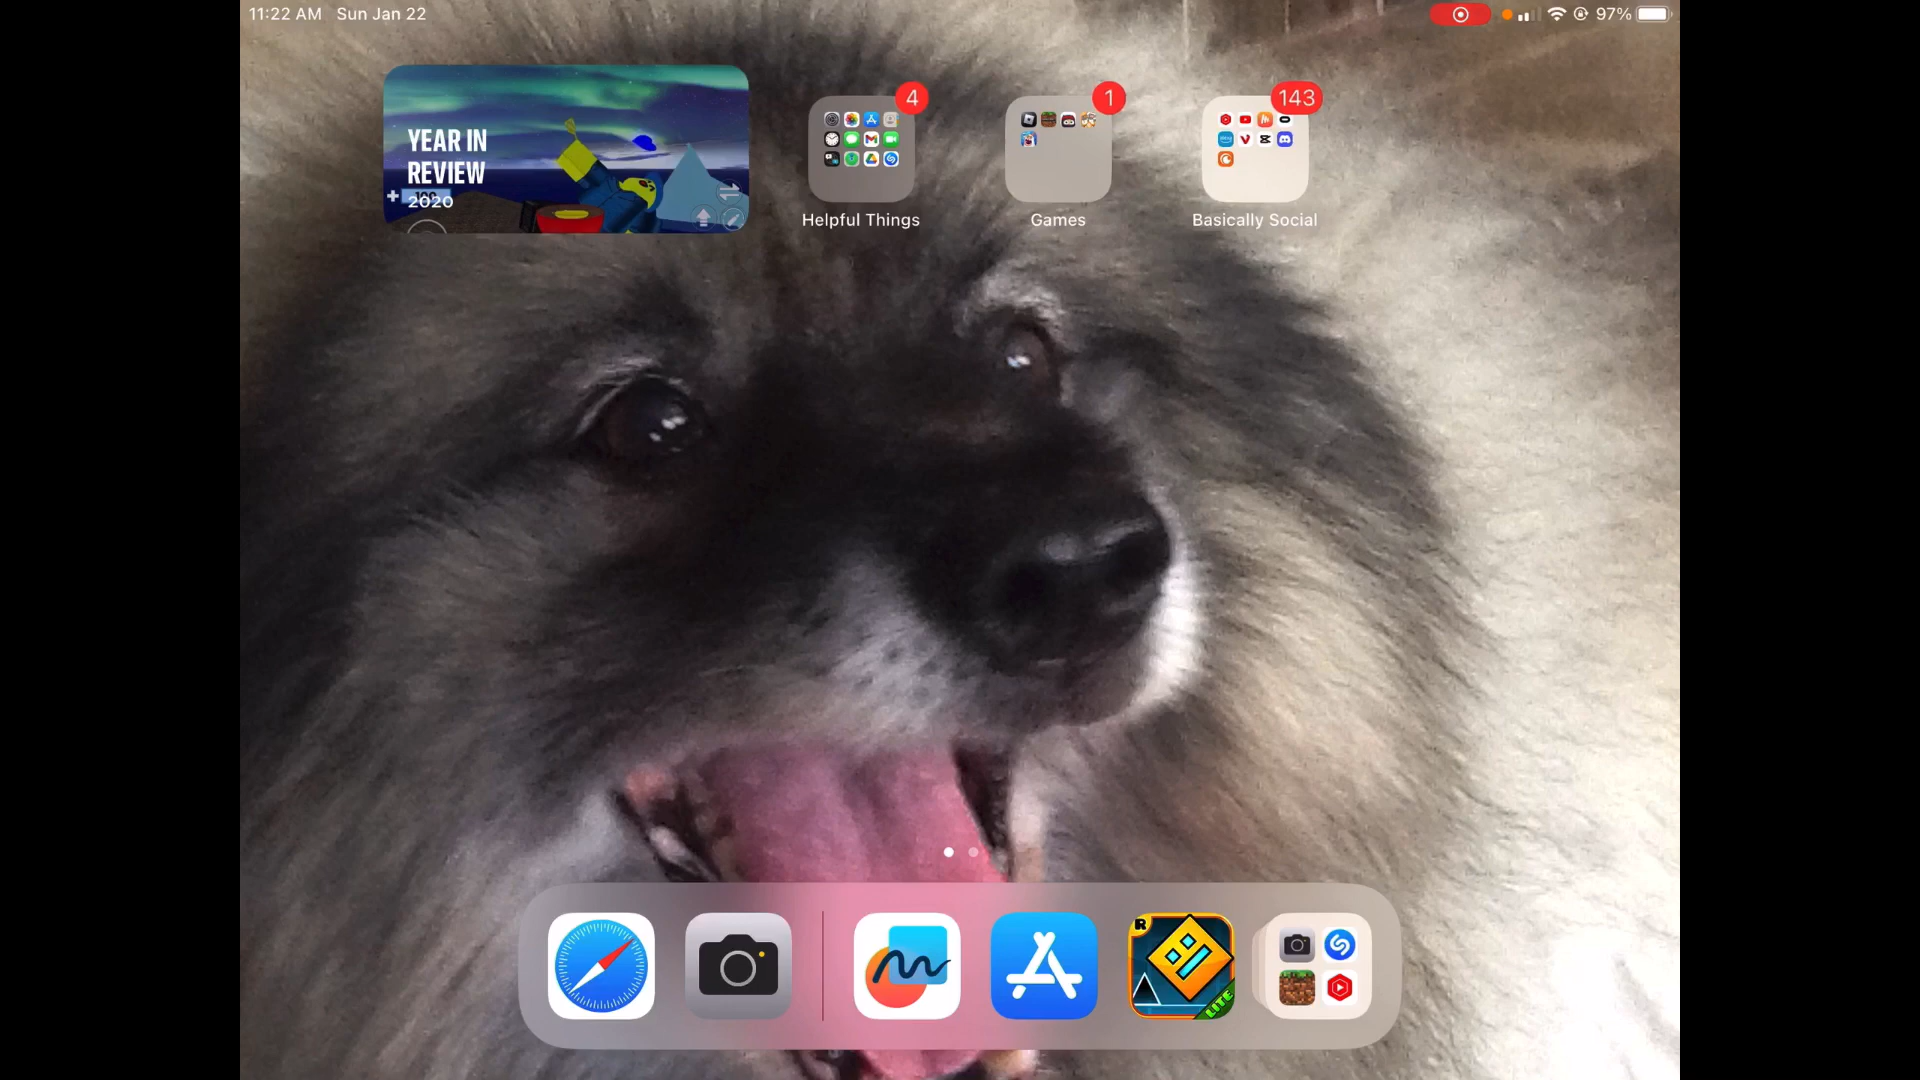 11:22 AM Sun Jan 22
97%
YEAR IN
REVIEW
2020
4
1
143
Helpful Things
Games
Basically Social
R
LITE